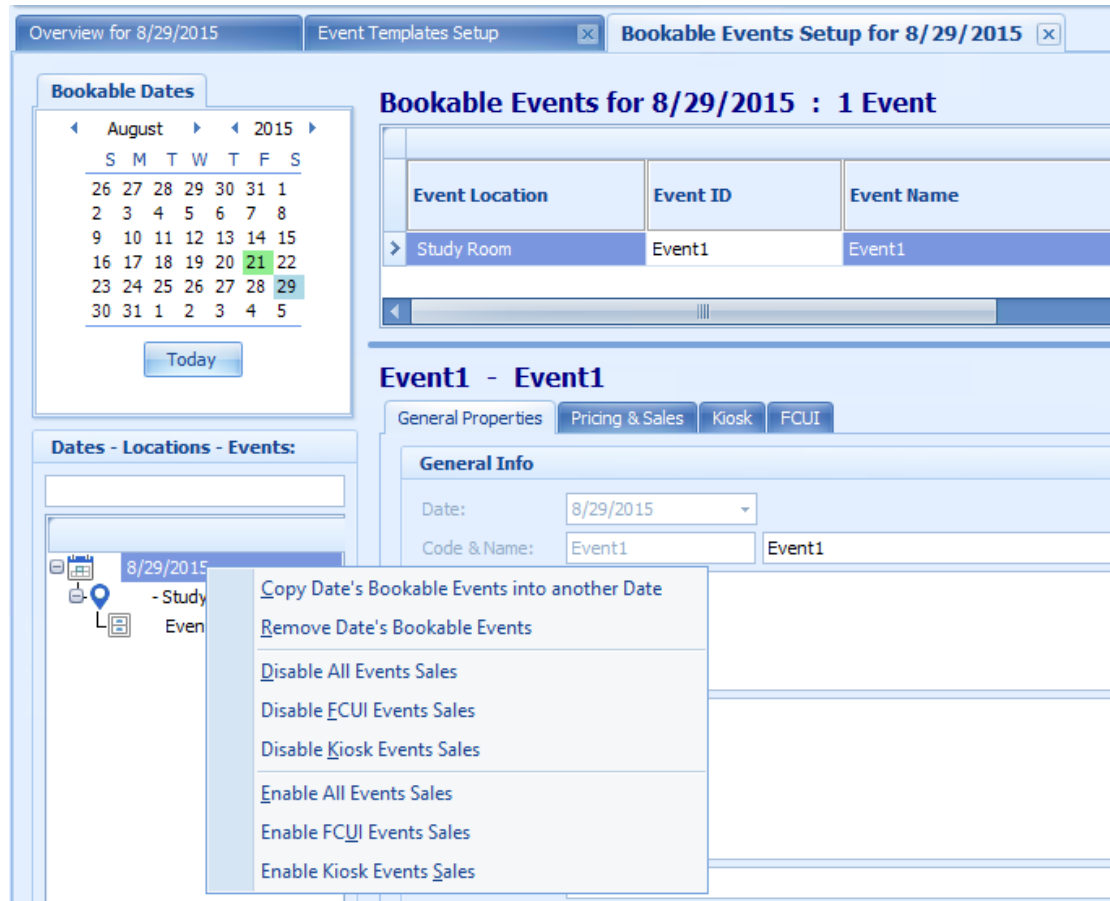 Overview for 8/29/2015 Event Templates Setup Bookable Events Setup for 8/29/2015
Bookable Dates
August 2015
S M T W T F S
26 27 28 29 30 31 1
2 3 4 5 6 7 8
9 10 11 12 13 14 15
16 17 18 19 20 21 22
23 24 25 26 27 28 29
30 31 1 2 3 4 5
Today
Bookable Events for 8/29/2015 : 1 Event
Event Location Event ID Event Name
Study Room Event1 Event1
Event1 - Event1
General Properties Pricing & Sales Kiosk FCUI
General Info
Date: 8/29/2015
Code & Name: Event1 Event1
Dates - Locations - Events:
8/29/2015
- Study
Even
Copy Date's Bookable Events into another Date
Remove Date's Bookable Events
Disable All Events Sales
Disable FCUI Events Sales
Disable Kiosk Events Sales
Enable All Events Sales
Enable FCUI Events Sales
Enable Kiosk Events Sales